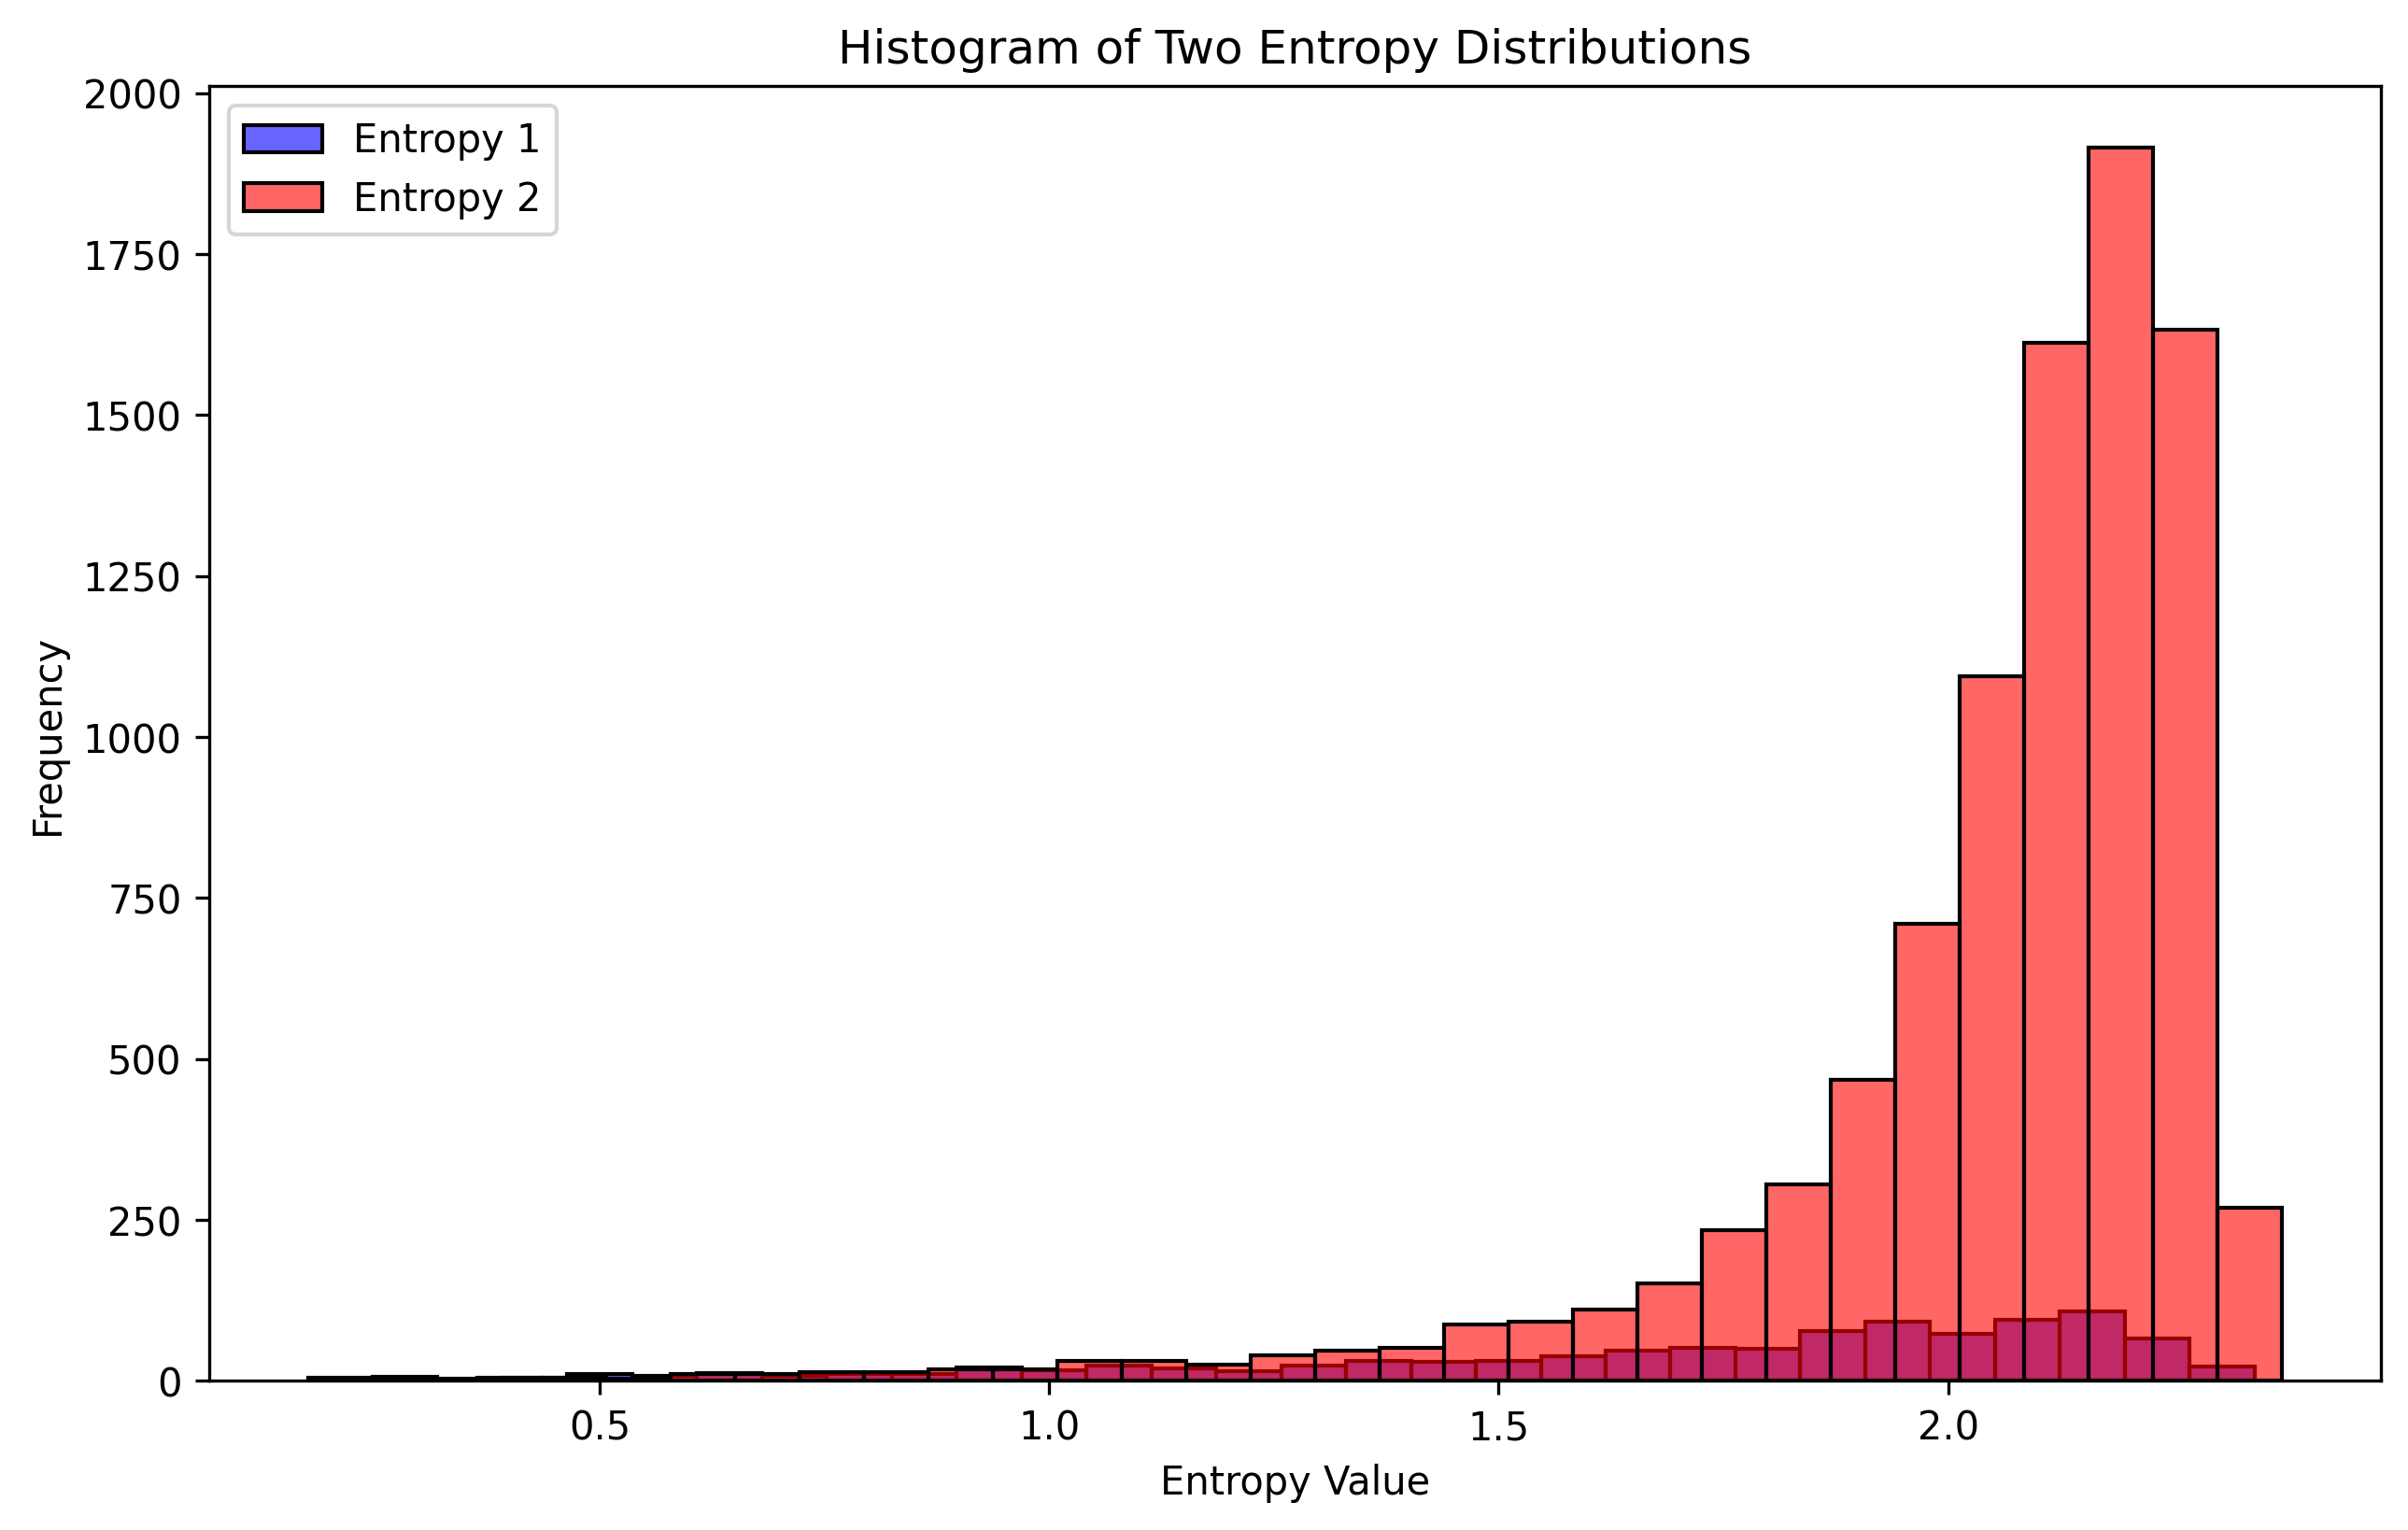 Histogram of Two Entropy Distributions
Entropy 1
Entropy 2
2000
1750
1500
1250
1000
750
500
250
0
Frequency
0.5
1.0
1.5
2.0
Entropy Value